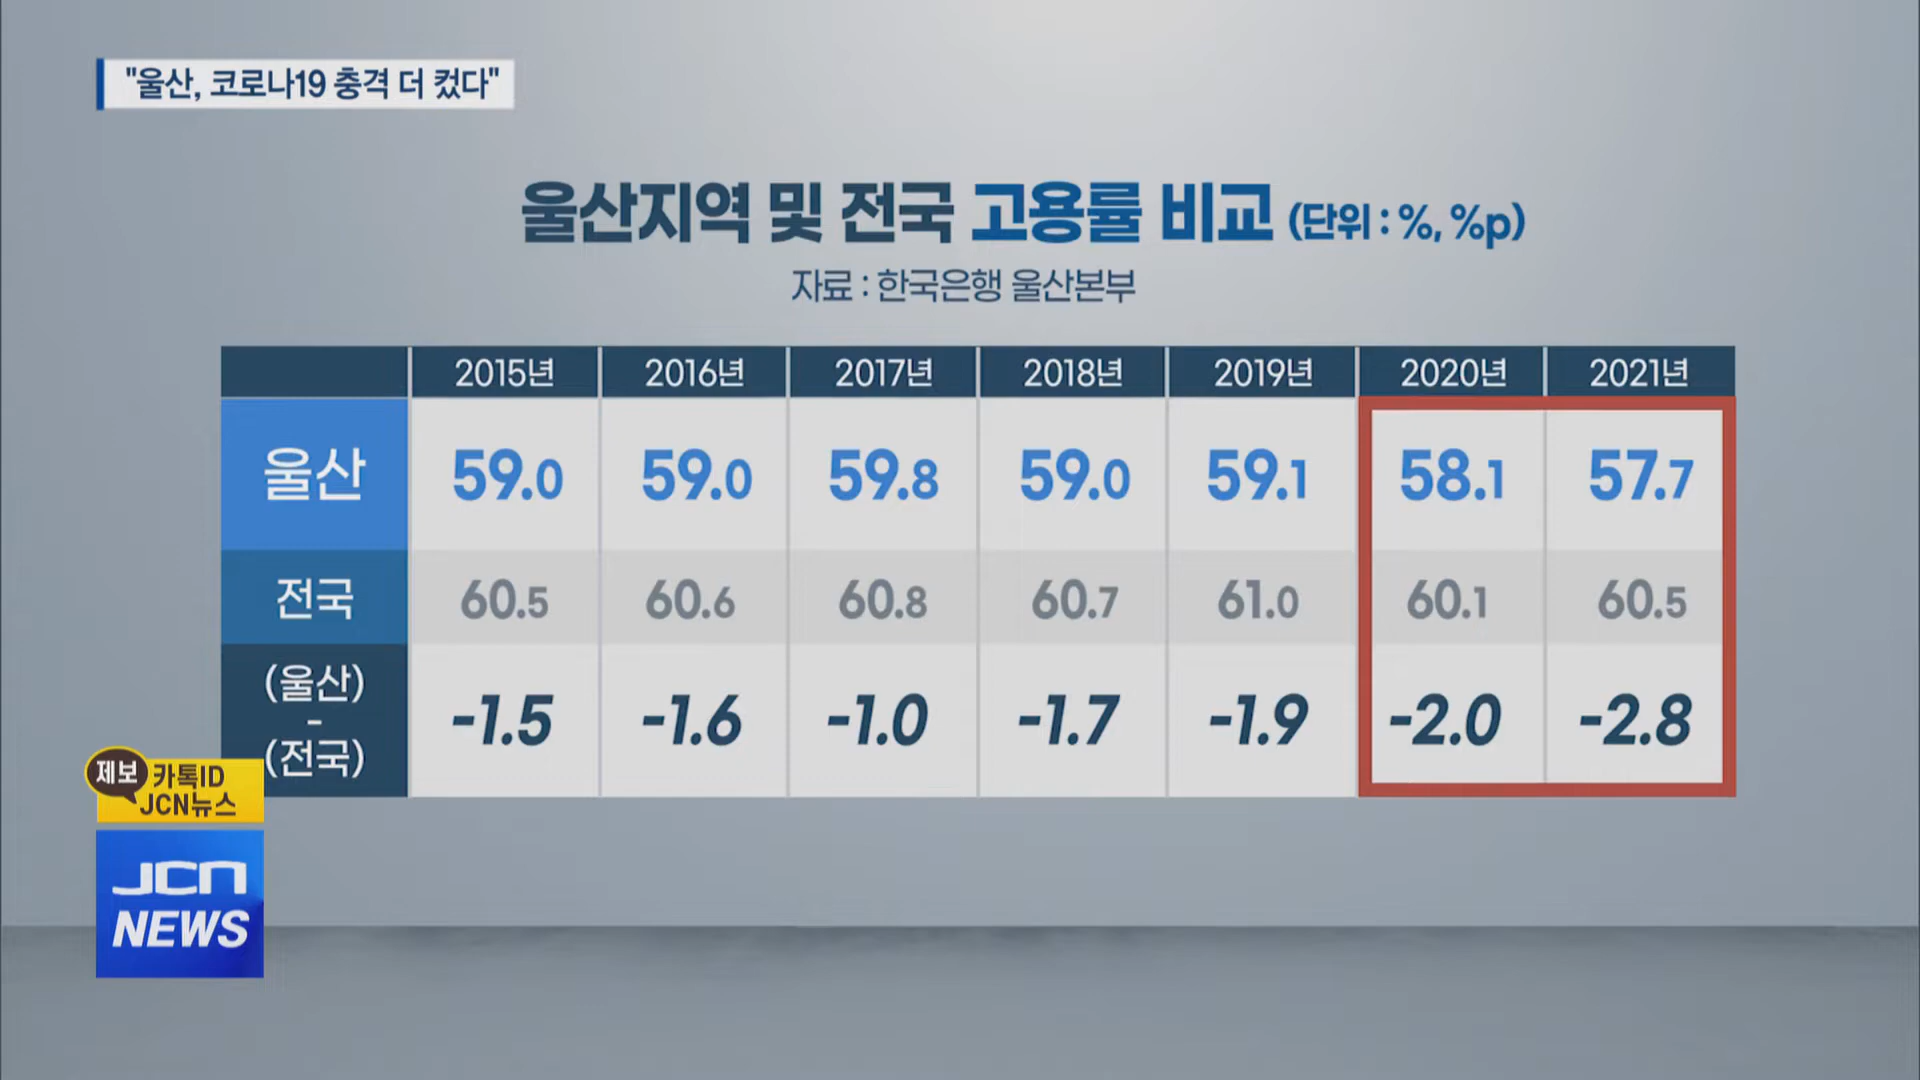 "울산, 코로나19 충격 더 컸다"
울산지역 및 전국 고용률 비교 (단위 : %, %p)
자료 : 한국은행 울산본부
2015년 2016년 2017년 2018년 2019년 2020년 2021년
울산 59.0 59.0 59.8 59.0 59.1 58.1 57.7
전국 60.5 60.6 60.8 60.7 61.0 60.1 60.5
(울산)
-
(전국)
-1.5 -1.6 -1.0 -1.7 -1.9 -2.0 -2.8
제보 카톡ID
JCN뉴스
JCN
NEWS